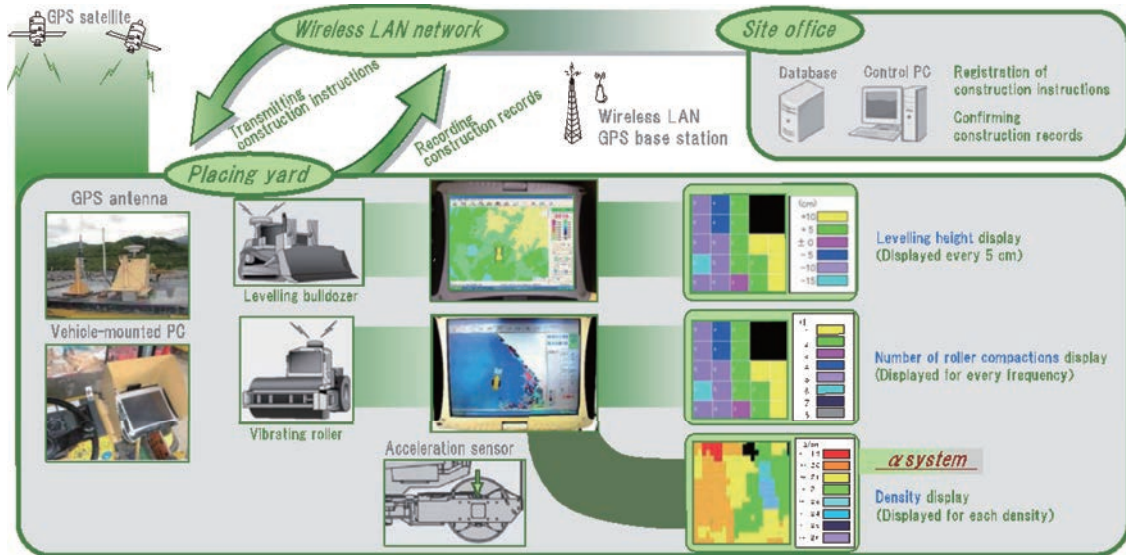 GPS satellite
Wireless LAN network
Site office
Database
Control PC
Registration of
construction instructions
Confirming
construction records
Transmitting
construction instructions
Recording
construction records
Wireless LAN
GPS base station
Placing yard
GPS antenna
Levelling bulldozer
(cm)
+10
+5
±0
-5
-10
-15
Levelling height display
(Displayed every 5 cm)
Vehicle-mounted PC
Vibrating roller
Number of roller compactions display
(Displayed for every frequency)
Acceleration sensor
α system
Density display
(Displayed for each density)